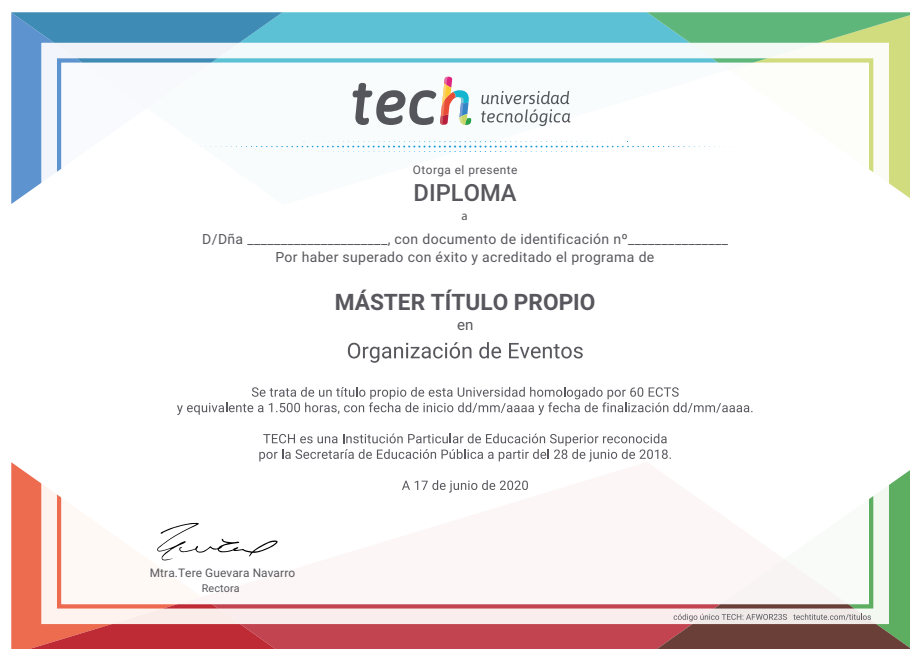 tech universidad
tecnológica
Otorga el presente
DIPLOMA
a
D/Dña _____________________, con documento de identificación nº_______________
Por haber superado con éxito y acreditado el programa de
MÁSTER TÍTULO PROPIO
en
Organización de Eventos
Se trata de un título propio de esta Universidad homologado por 60 ECTS
y equivalente a 1.500 horas, con fecha de inicio dd/mm/aaaa y fecha de finalización dd/mm/aaaa.
TECH es una Institución Particular de Educación Superior reconocida
por la Secretaría de Educación Pública a partir del 28 de junio de 2018.
A 17 de junio de 2020
Mtra.Tere Guevara Navarro
Rectora
código único TECH: AFWOR23S techtitute.com/titulos